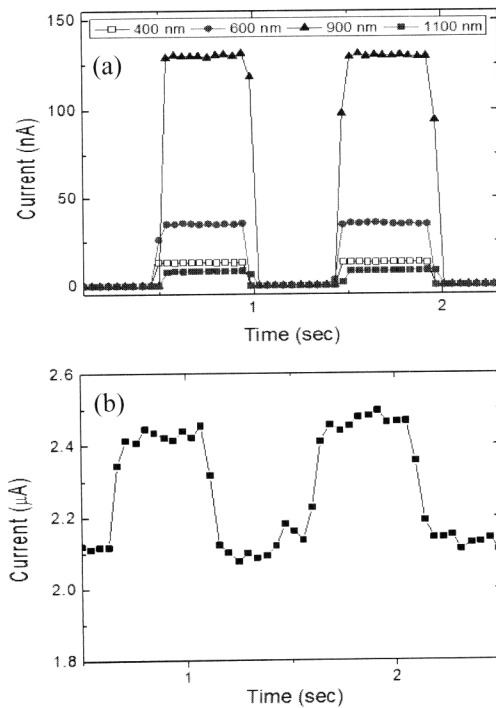 150
400 nm 600 nm 900 nm 1100 nm
(a)
100
50
0
Current (nA)
1 2
Time (sec)
2.6
(b)
2.4
2.2
2.0
1.8
Current (μA)
1 2
Time (sec)